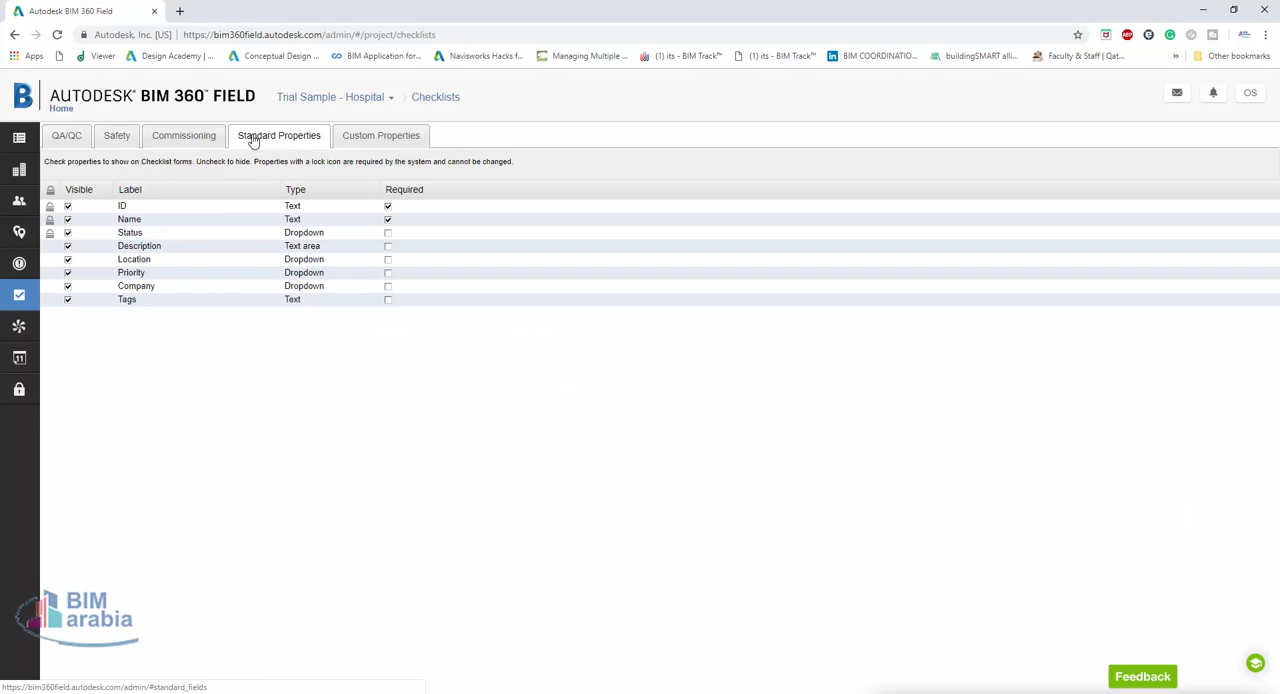 Autodesk BIM 360 Field
Autodesk, Inc. [US] | https://bim360field.autodesk.com/admin/#/project/checklists
Apps Viewer Design Academy | ... Conceptual Design ... BIM Application for... Navisworks Hacks f... Managing Multiple ... (1) its - BIM Track™ (1) its - BIM Track™ BIM COORDINATIO... buildingSMART alli... Faculty & Staff | Qat... » Other bookmarks
AUTODESK® BIM 360™ FIELD Trial Sample - Hospital Checklists OS
Home
QA/QC Safety Commissioning Standard Properties Custom Properties
Check properties to show on Checklist forms. Uncheck to hide. Properties with a lock icon are required by the system and cannot be changed.
Visible Label Type Required
ID Text
Name Text
Status Dropdown
Description Text area
Location Dropdown
Priority Dropdown
Company Dropdown
Tags Text
BIM
arabia
Feedback
https://bim360field.autodesk.com/admin/#standard_fields